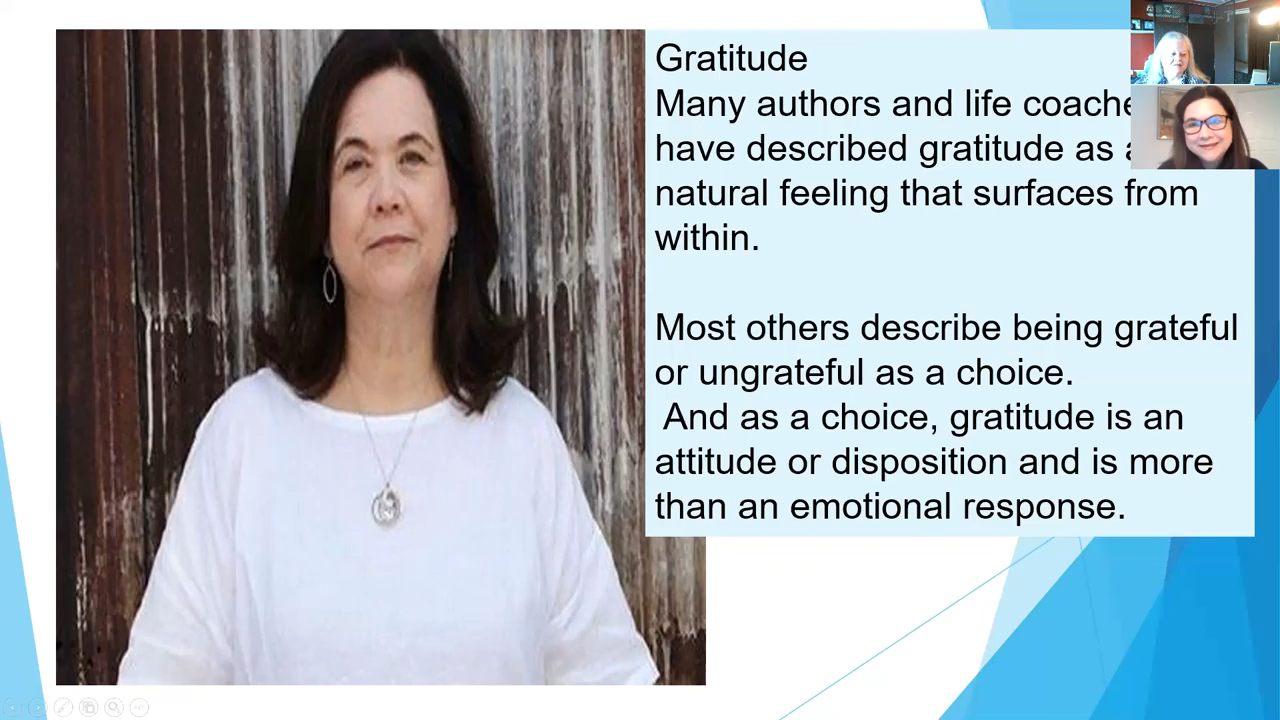 Gratitude
Many authors and life coache
have described gratitude as a
natural feeling that surfaces from
within.
Most others describe being grateful
or ungrateful as a choice.
And as a choice, gratitude is an
attitude or disposition and is more
than an emotional response.